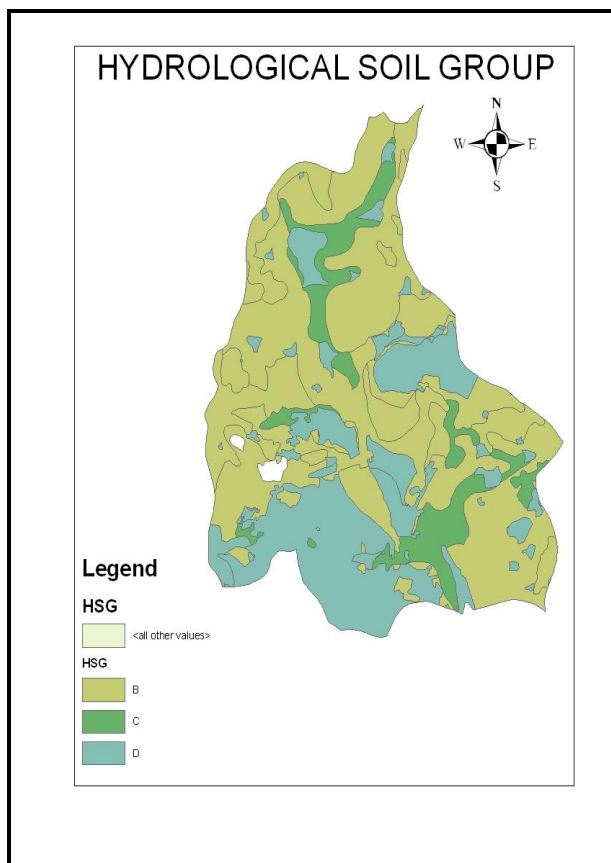 HYDROLOGICAL SOIL GROUP
N
W E
S
Legend
HSG
<all other values>
HSG
B
C
D